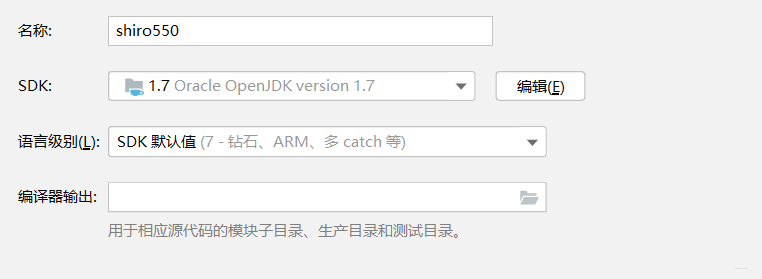 名称: shiro550
SDK: 1.7 Oracle OpenJDK version 1.7 编辑(E)
语言级别(L): SDK 默认值 (7 - 钻石、ARM、多 catch 等)
编译器输出:
用于相应源代码的模块子目录、生产目录和测试目录。